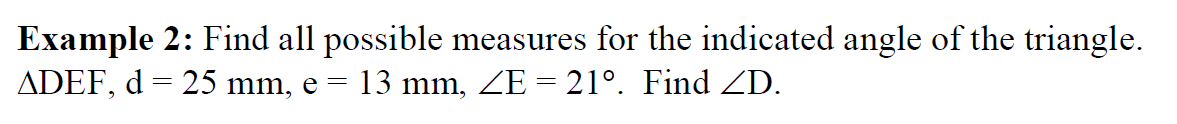 Example 2: Find all possible measures for the indicated angle of the triangle.
ΔDEF, d = 25 mm, e = 13 mm, ∠E = 21°.  Find ∠D.